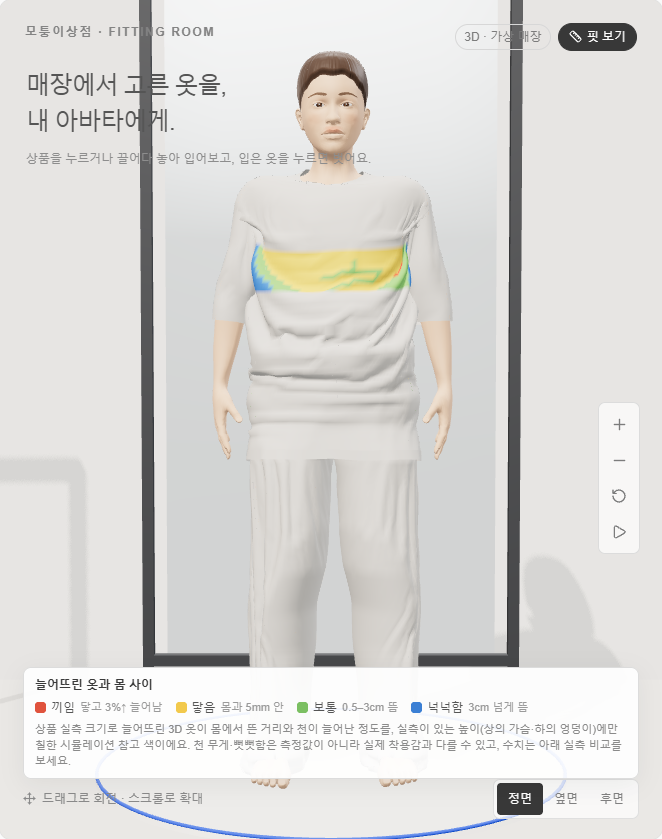 모퉁이상점 · FITTING ROOM
3D · 가상 매장
핏 보기
매장에서 고른 옷을,
내 아바타에게.
상품을 누르거나 끌어다 놓아 입어보고, 입은 옷을 누르면 벗어요.
늘어뜨린 옷과 몸 사이
끼임 닿고 3%↑ 늘어남 닿음 몸과 5mm 안 보통 0.5–3cm 뜸 넉넉함 3cm 넘게 뜸
상품 실측 크기로 늘어뜨린 3D 옷이 몸에서 뜬 거리와 천이 늘어난 정도를, 실측이 있는 높이(상의 가슴·하의 엉덩이)에만
칠한 시뮬레이션 참고 색이에요. 천 무게·뻣뻣함은 측정값이 아니라 실제 착용감과 다를 수 있고, 수치는 아래 실측 비교를
보세요.
드래그로 회전 · 스크롤로 확대
정면 옆면 후면